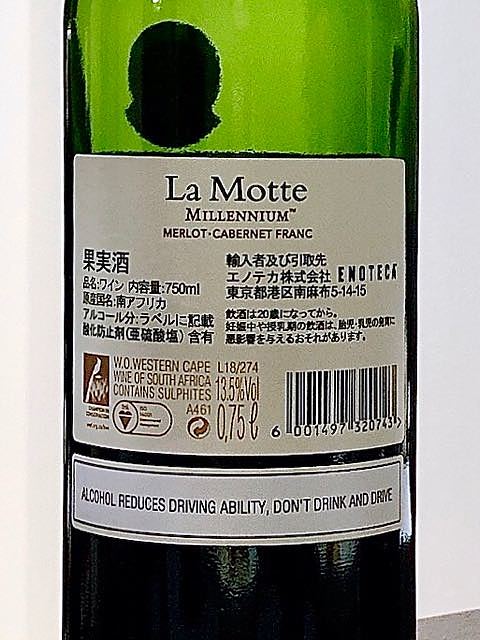 La Motte
MILLENNIUM™
MERLOT·CABERNET FRANC
果実酒
品名:ワイン 内容量:750ml
原産国名:南アフリカ
アルコール分:ラベルに記載
酸化防止剤(亜硫酸塩)含有
輸入者及び引取先
エノテカ株式会社 ENOTECA
東京都港区南麻布5-14-15
飲酒は20歳になってから。
妊娠中や授乳期の飲酒は、胎児・乳児の発育に
悪影響を与えるおそれがあります。
W.O. WESTERN CAPE L18/274
WINE OF SOUTH AFRICA
CONTAINS SULPHITES
13.5%Vol
A461
0,75ℓ
CHAMPION IN
CONSERVATION
ISO
6 001497 320743
ALCOHOL REDUCES DRIVING ABILITY, DON'T DRINK AND DRIVE